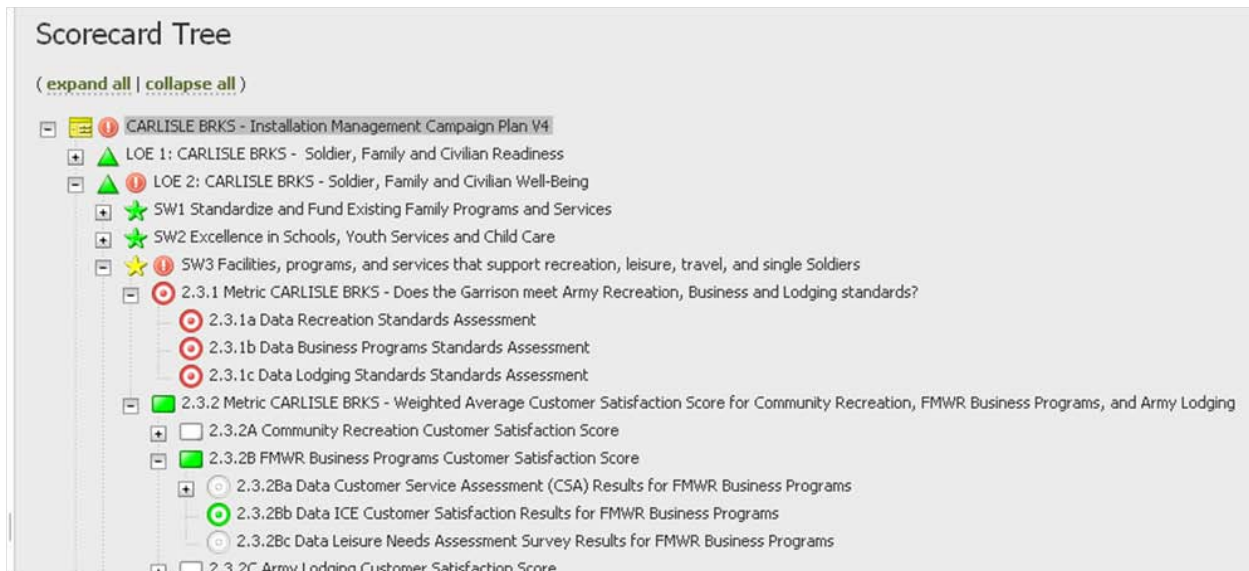 Scorecard Tree
( expand all | collapse all )
CARLISLE BRKS - Installation Management Campaign Plan V4
LOE 1: CARLISLE BRKS - Soldier, Family and Civilian Readiness
LOE 2: CARLISLE BRKS - Soldier, Family and Civilian Well-Being
SW1 Standardize and Fund Existing Family Programs and Services
SW2 Excellence in Schools, Youth Services and Child Care
SW3 Facilities, programs, and services that support recreation, leisure, travel, and single Soldiers
2.3.1 Metric CARLISLE BRKS - Does the Garrison meet Army Recreation, Business and Lodging standards?
2.3.1a Data Recreation Standards Assessment
2.3.1b Data Business Programs Standards Assessment
2.3.1c Data Lodging Standards Standards Assessment
2.3.2 Metric CARLISLE BRKS - Weighted Average Customer Satisfaction Score for Community Recreation, FMWR Business Programs, and Army Lodging
2.3.2A Community Recreation Customer Satisfaction Score
2.3.2B FMWR Business Programs Customer Satisfaction Score
2.3.2Ba Data Customer Service Assessment (CSA) Results for FMWR Business Programs
2.3.2Bb Data ICE Customer Satisfaction Results for FMWR Business Programs
2.3.2Bc Data Leisure Needs Assessment Survey Results for FMWR Business Programs
2.3.2C Army Lodging Customer Satisfaction Score